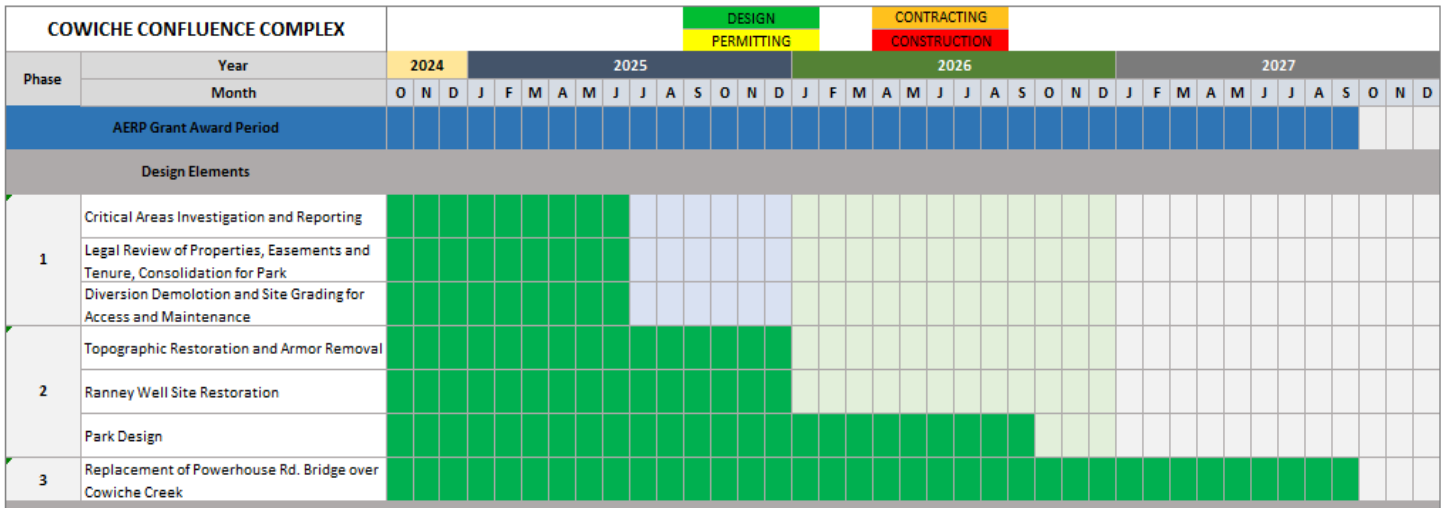 COWICHE CONFLUENCE COMPLEX
DESIGN
CONTRACTING
PERMITTING
CONSTRUCTION
Phase
Year
2024
2025
2026
2027
Month
O N D J F M A M J J A S O N D J F M A M J J A S O N D J F M A M J J A S O N D
AERP Grant Award Period
Design Elements
1
Critical Areas Investigation and Reporting
Legal Review of Properties, Easements and
Tenure, Consolidation for Park
Diversion Demolotion and Site Grading for
Access and Maintenance
2
Topographic Restoration and Armor Removal
Ranney Well Site Restoration
Park Design
3
Replacement of Powerhouse Rd. Bridge over
Cowiche Creek